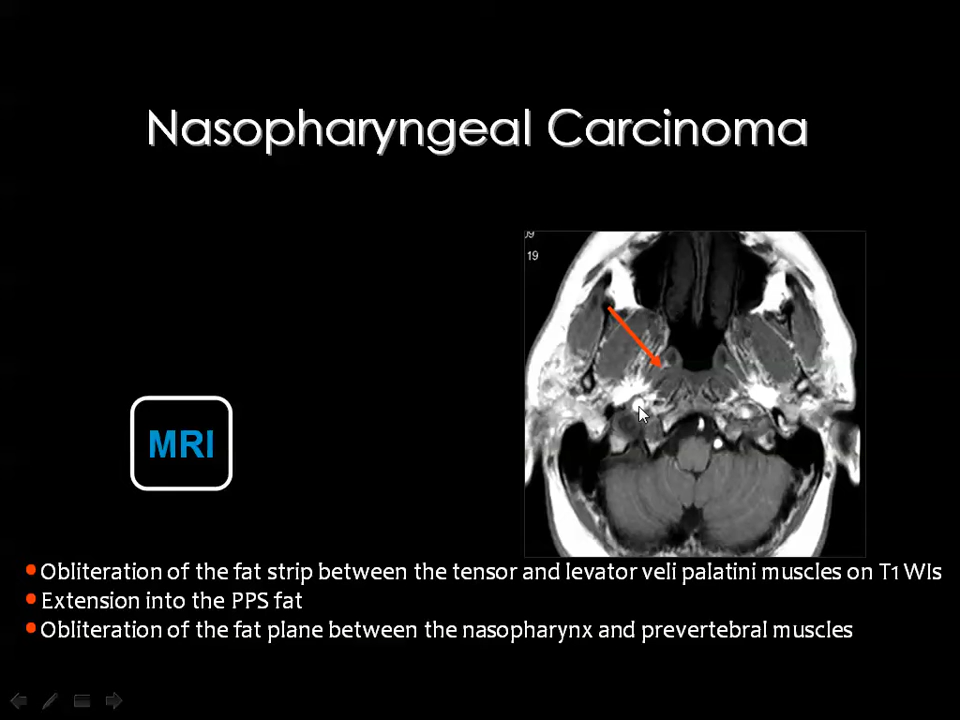 Nasopharyngeal Carcinoma
19
MRI
Obliteration of the fat strip between the tensor and levator veli palatini muscles on T1 WIs
Extension into the PPS fat
Obliteration of the fat plane between the nasopharynx and prevertebral muscles